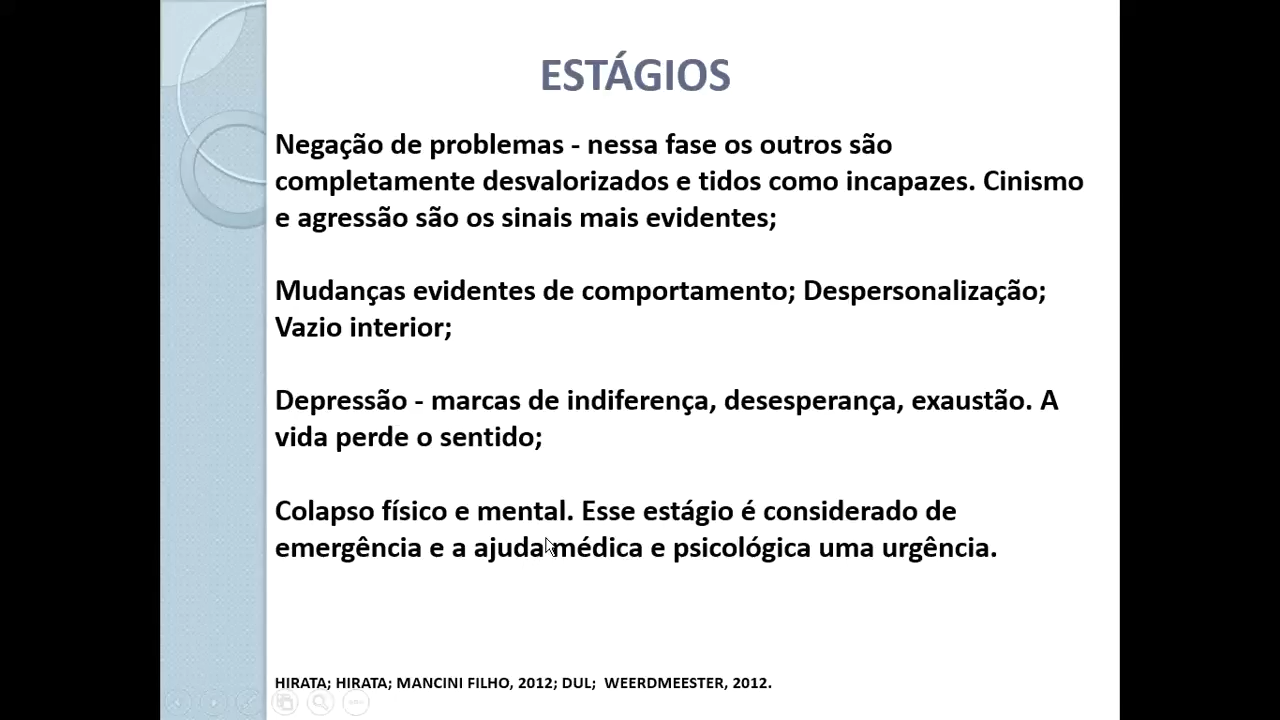 ESTÁGIOS
Negação de problemas - nessa fase os outros são
completamente desvalorizados e tidos como incapazes. Cinismo
e agressão são os sinais mais evidentes;
Mudanças evidentes de comportamento; Despersonalização;
Vazio interior;
Depressão - marcas de indiferença, desesperança, exaustão. A
vida perde o sentido;
Colapso físico e mental. Esse estágio é considerado de
emergência e a ajuda médica e psicológica uma urgência.
HIRATA; HIRATA; MANCINI FILHO, 2012; DUL; WEERDMEESTER, 2012.